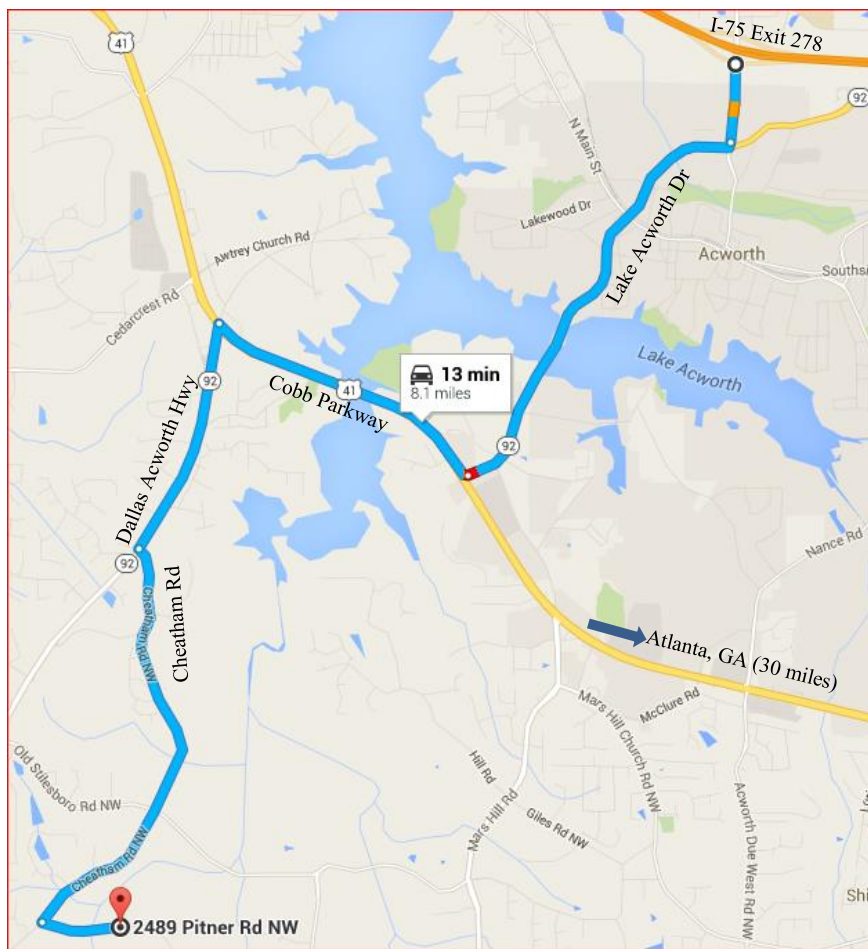 I-75 Exit 278
41
92
N Main St
Lake Acworth Dr
Lakewood Dr
Acworth
Awtrey Church Rd
Cedarcrest Rd
Lake Acworth
13 min
8.1 miles
92
41
Cobb Parkway
Dallas Acworth Hwy
92
92
Nance Rd
Cheatham Rd
Cheatham Rd NW
Atlanta, GA (30 miles)
McClure Rd
Mars Hill Church Rd NW
Old Stilesboro Rd NW
Hill Rd
Giles Rd NW
Mars Hill Rd
Acworth Due West Rd NW
Cheatham Rd NW
2489 Pitner Rd NW